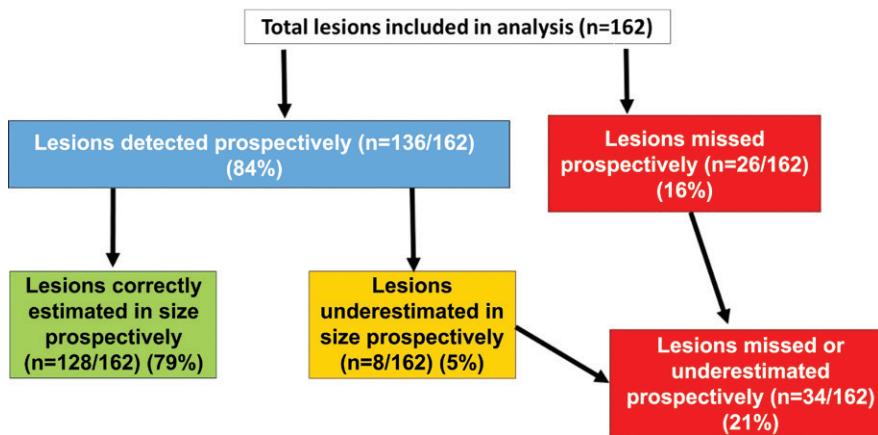 Total lesions included in analysis (n=162)
Lesions detected prospectively (n=136/162)
(84%)
Lesions missed
prospectively (n=26/162)
(16%)
Lesions correctly
estimated in size
prospectively
(n=128/162) (79%)
Lesions
underestimated in
size prospectively
(n=8/162) (5%)
Lesions missed or
underestimated
prospectively (n=34/162)
(21%)